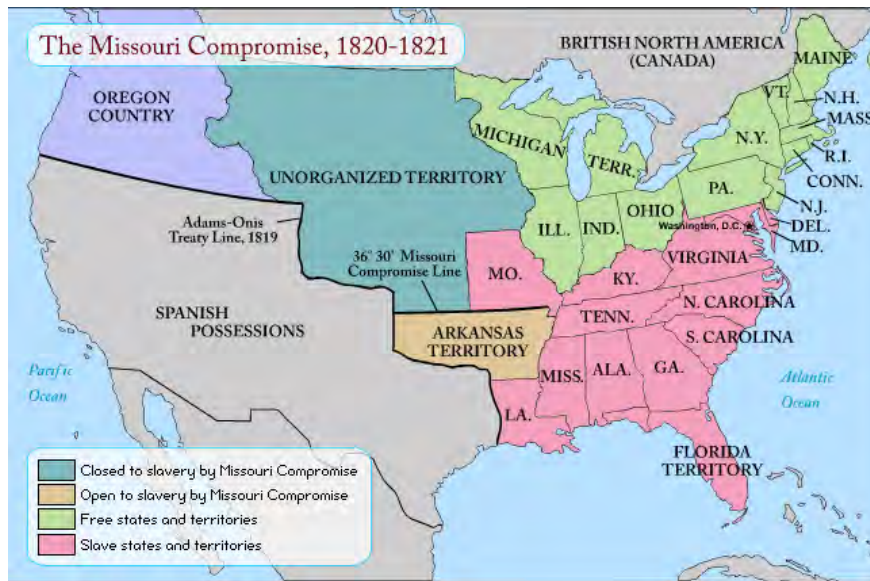 The Missouri Compromise, 1820-1821
BRITISH NORTH AMERICA
(CANADA)
MAINE
OREGON
COUNTRY
VT.
N.H.
MASS
MICHIGAN
N.Y.
TERR.
R.I.
UNORGANIZED TERRITORY
CONN.
PA.
N.J.
Adams-Onis
Treaty Line, 1819
ILL.
IND.
OHIO
Washington, D.C.
DEL.
MD.
36° 30' Missouri
Compromise Line
MO.
VIRGINIA
KY.
SPANISH
POSSESSIONS
N. CAROLINA
TENN.
ARKANSAS
TERRITORY
S. CAROLINA
Pacific
Ocean
MISS.
ALA.
GA.
Atlantic
Ocean
LA.
FLORIDA
TERRITORY
Closed to slavery by Missouri Compromise
Open to slavery by Missouri Compromise
Free states and territories
Slave states and territories